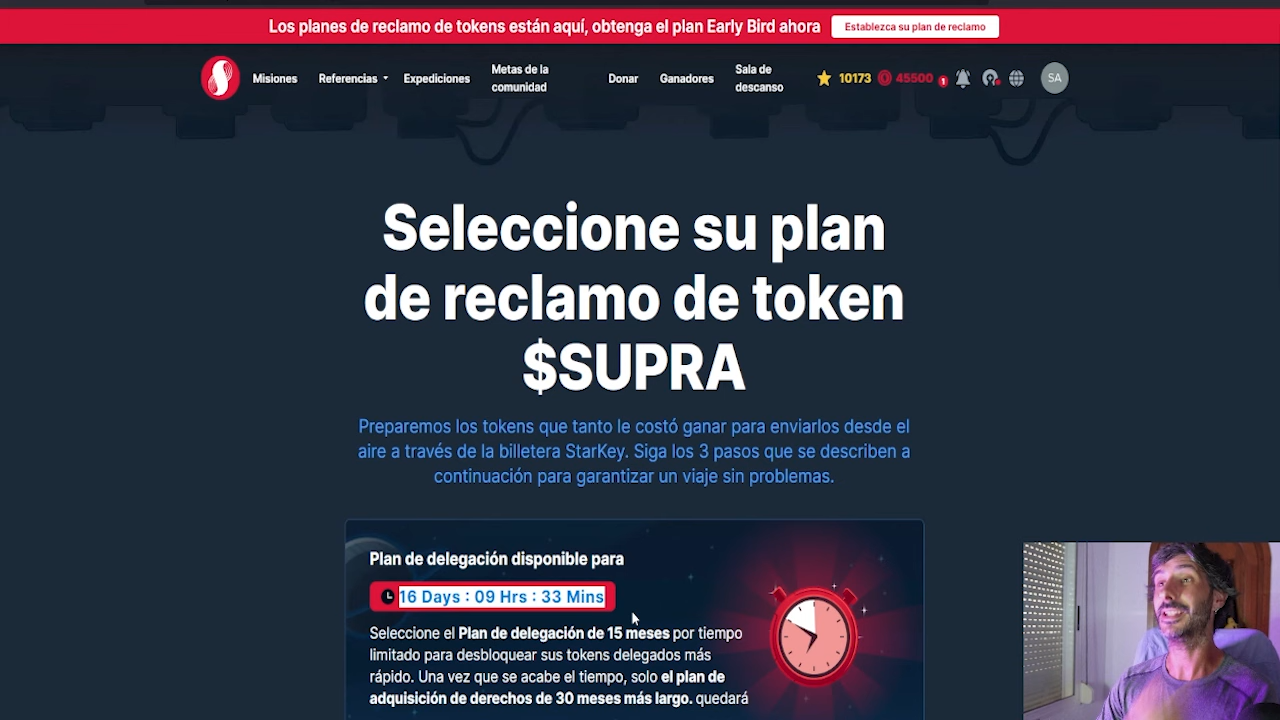 Los planes de reclamo de tokens están aquí, obtenga el plan Early Bird ahora
Establezca su plan de reclamo
Misiones
Referencias
Expediciones
Metas de la
comunidad
Donar
Ganadores
Sala de
descanso
10173
45500
1
SA
Seleccione su plan
de reclamo de token
$SUPRA
Preparemos los tokens que tanto le costó ganar para enviarlos desde el
aire a través de la billetera StarKey. Siga los 3 pasos que se describen a
continuación para garantizar un viaje sin problemas.
Plan de delegación disponible para
16 Days : 09 Hrs : 33 Mins
Seleccione el Plan de delegación de 15 meses por tiempo
limitado para desbloquear sus tokens delegados más
rápido. Una vez que se acabe el tiempo, solo el plan de
adquisición de derechos de 30 meses más largo. quedará